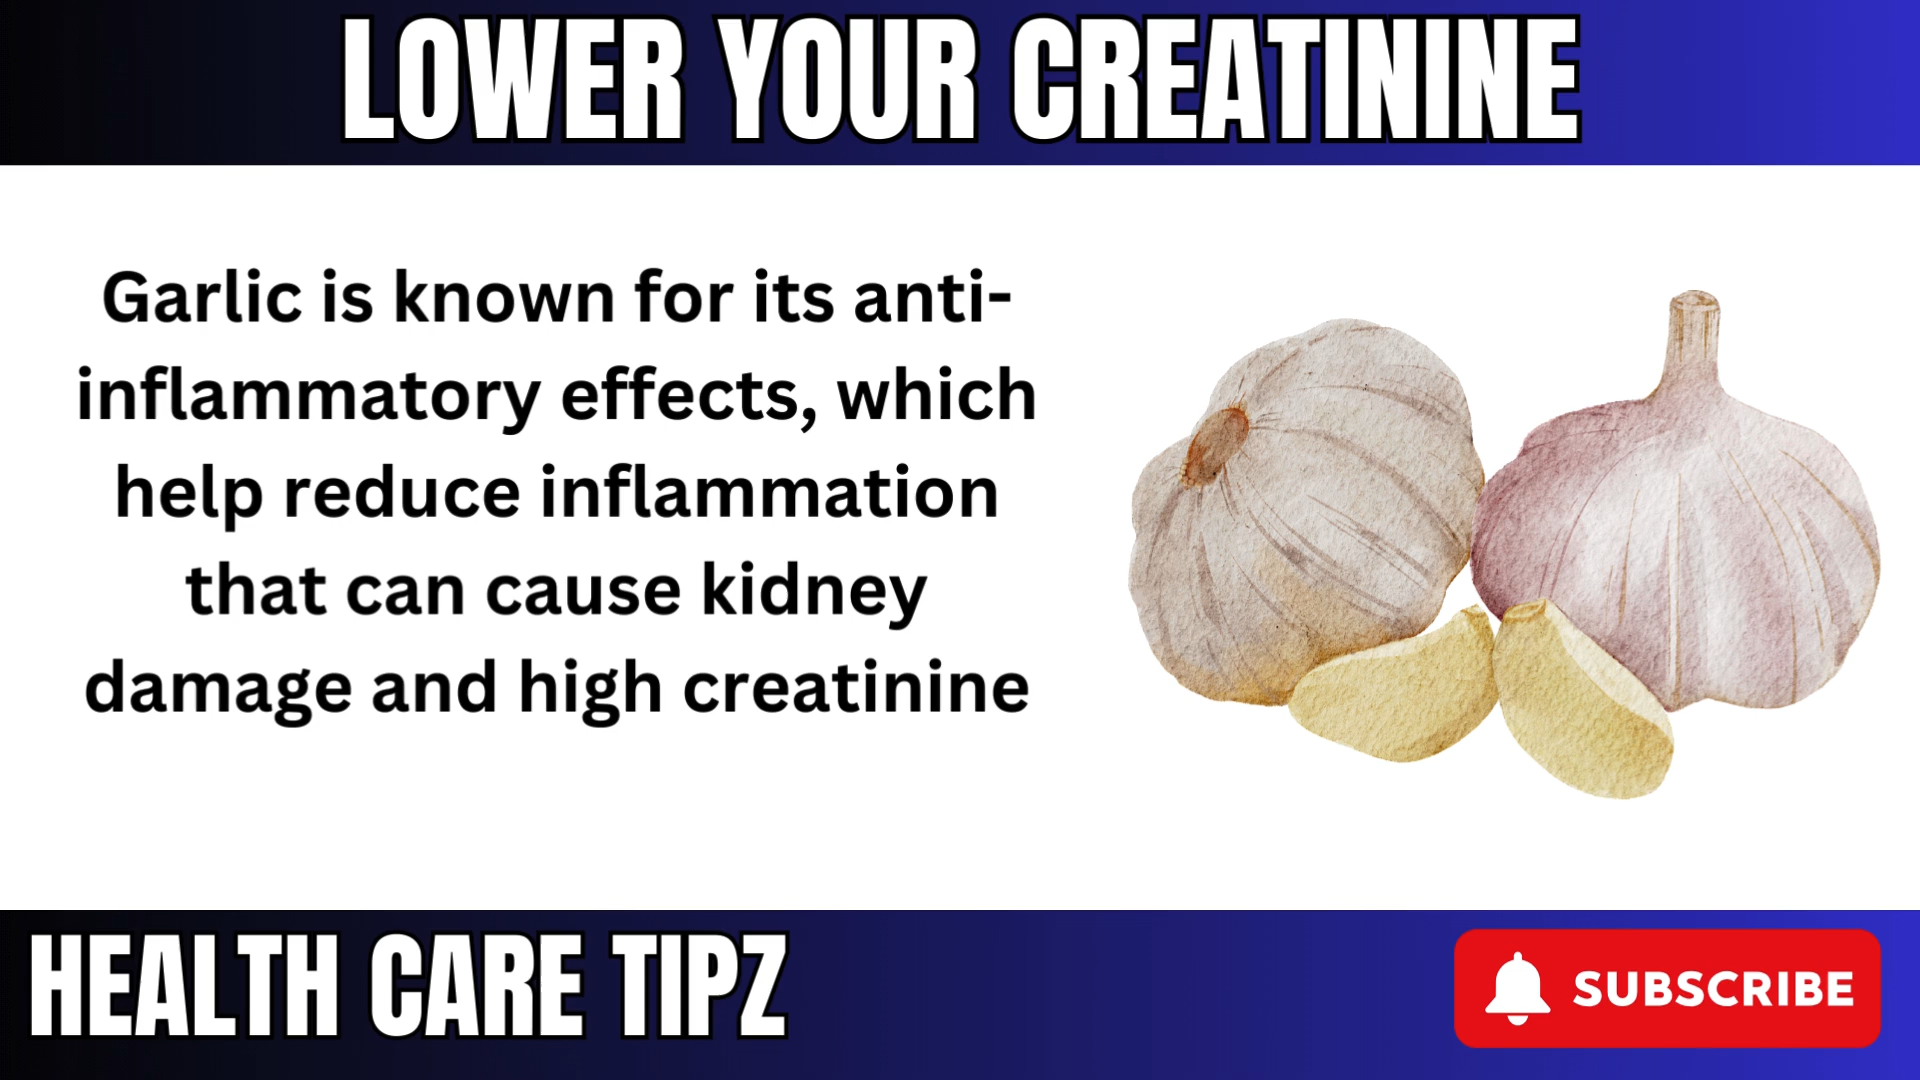 LOWER YOUR CREATININE
Garlic is known for its anti-
inflammatory effects, which
help reduce inflammation
that can cause kidney
damage and high creatinine
HEALTH CARE TIPZ
SUBSCRIBE